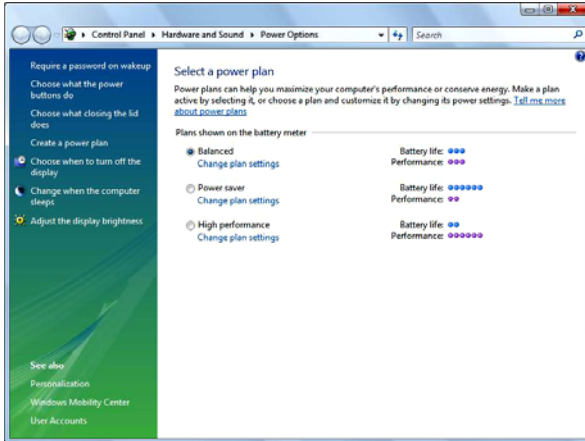 Control Panel ▸ Hardware and Sound ▸ Power Options
Search
Require a password on wakeup
Choose what the power
buttons do
Choose what closing the lid
does
Create a power plan
Choose when to turn off the
display
Change when the computer
sleeps
Adjust the display brightness
See also
Personalization
Windows Mobility Center
User Accounts
Select a power plan
Power plans can help you maximize your computer's performance or conserve energy. Make a plan
active by selecting it, or choose a plan and customize it by changing its power settings. Tell me more
about power plans
Plans shown on the battery meter
Balanced Battery life:
Change plan settings Performance:
Power saver Battery life:
Change plan settings Performance:
High performance Battery life:
Change plan settings Performance: